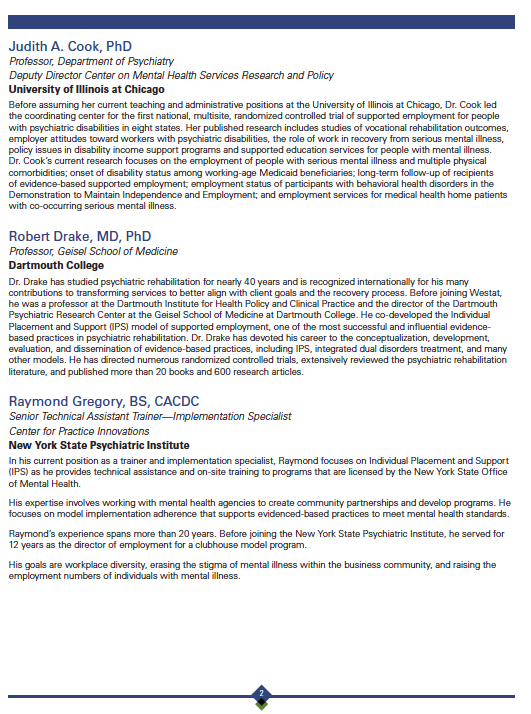 Judith A. Cook, PhD
Professor, Department of Psychiatry
Deputy Director Center on Mental Health Services Research and Policy
University of Illinois at Chicago
Before assuming her current teaching and administrative positions at the University of Illinois at Chicago, Dr. Cook led
the coordinating center for the first national, multisite, randomized controlled trial of supported employment for people
with psychiatric disabilities in eight states. Her published research includes studies of vocational rehabilitation outcomes,
employer attitudes toward workers with psychiatric disabilities, the role of work in recovery from serious mental illness,
policy issues in disability income support programs and supported education services for people with mental illness.
Dr. Cook's current research focuses on the employment of people with serious mental illness and multiple physical
comorbidities; onset of disability status among working-age Medicaid beneficiaries; long-term follow-up of recipients
of evidence-based supported employment; employment status of participants with behavioral health disorders in the
Demonstration to Maintain Independence and Employment; and employment services for medical health home patients
with co-occurring serious mental illness.
Robert Drake, MD, PhD
Professor, Geisel School of Medicine
Dartmouth College
Dr. Drake has studied psychiatric rehabilitation for nearly 40 years and is recognized internationally for his many
contributions to transforming services to better align with client goals and the recovery process. Before joining Westat,
he was a professor at the Dartmouth Institute for Health Policy and Clinical Practice and the director of the Dartmouth
Psychiatric Research Center at the Geisel School of Medicine at Dartmouth College. He co-developed the Individual
Placement and Support (IPS) model of supported employment, one of the most successful and influential evidence-
based practices in psychiatric rehabilitation. Dr. Drake has devoted his career to the conceptualization, development,
evaluation, and dissemination of evidence-based practices, including IPS, integrated dual disorders treatment, and many
other models. He has directed numerous randomized controlled trials, extensively reviewed the psychiatric rehabilitation
literature, and published more than 20 books and 600 research articles.
Raymond Gregory, BS, CACDC
Senior Technical Assistant Trainer—Implementation Specialist
Center for Practice Innovations
New York State Psychiatric Institute
In his current position as a trainer and implementation specialist, Raymond focuses on Individual Placement and Support
(IPS) as he provides technical assistance and on-site training to programs that are licensed by the New York State Office
of Mental Health.
His expertise involves working with mental health agencies to create community partnerships and develop programs. He
focuses on model implementation adherence that supports evidenced-based practices to meet mental health standards.
Raymond's experience spans more than 20 years. Before joining the New York State Psychiatric Institute, he served for
12 years as the director of employment for a clubhouse model program.
His goals are workplace diversity, erasing the stigma of mental illness within the business community, and raising the
employment numbers of individuals with mental illness.
2